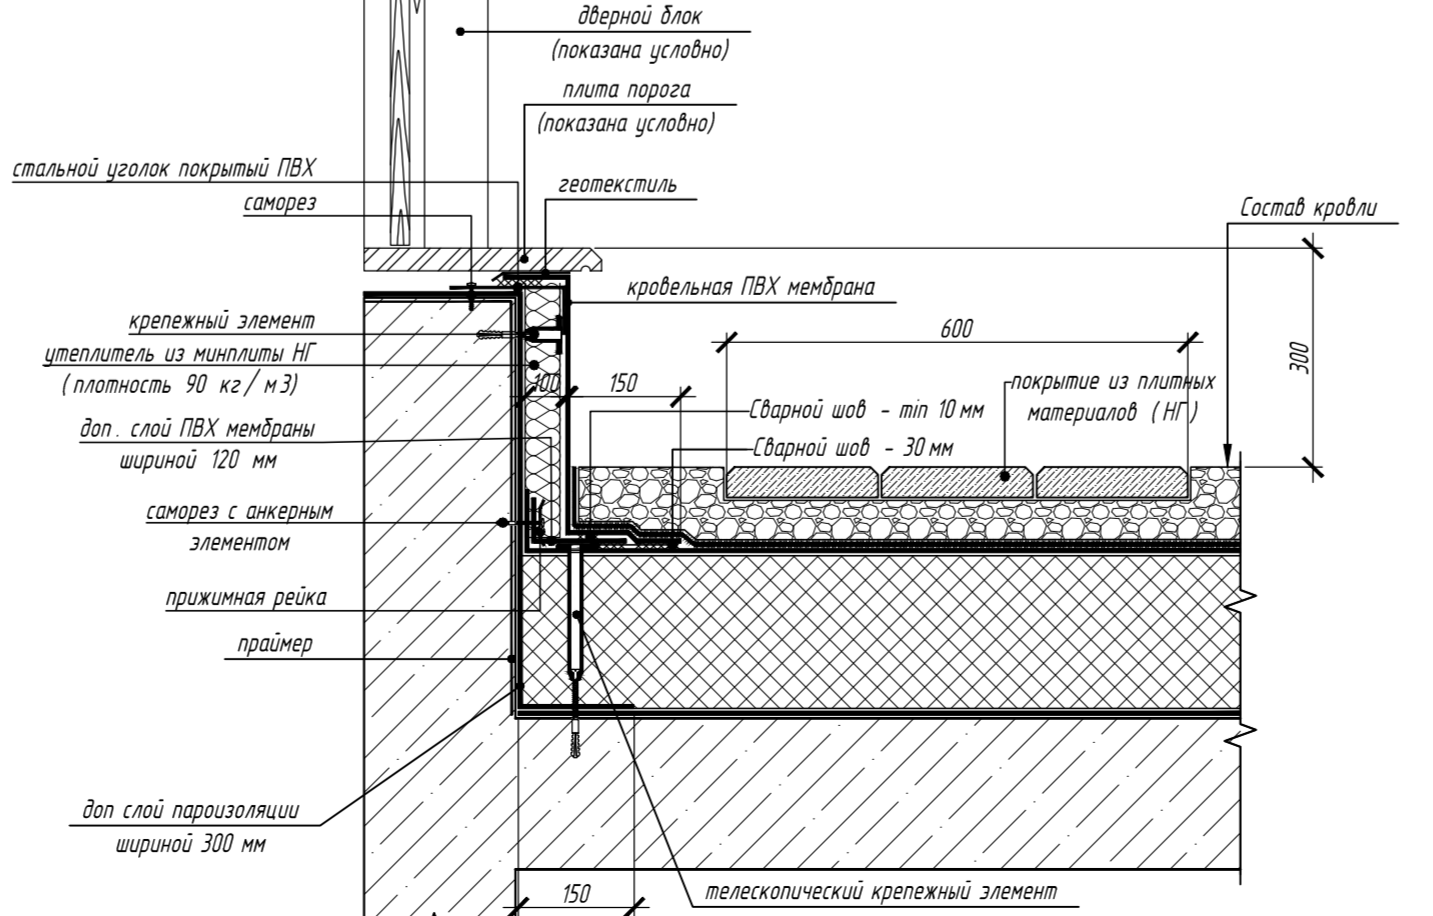 дверной блок
(показана условно)
плита порога
(показана условно)
стальной уголок покрытый ПВХ
саморез
геотекстиль
Состав кровли
кровельная ПВХ мембрана
крепежный элемент
утеплитель из минплиты НГ
(плотность 90 кг/м3)
600
300
100
150
покрытие из плитных
материалов (НГ)
Сварной шов - min 10 мм
Сварной шов - 30 мм
доп. слой ПВХ мембраны
шириной 120 мм
саморез с анкерным
элементом
прижимная рейка
праймер
доп слой пароизоляции
шириной 300 мм
150
телескопический крепежный элемент